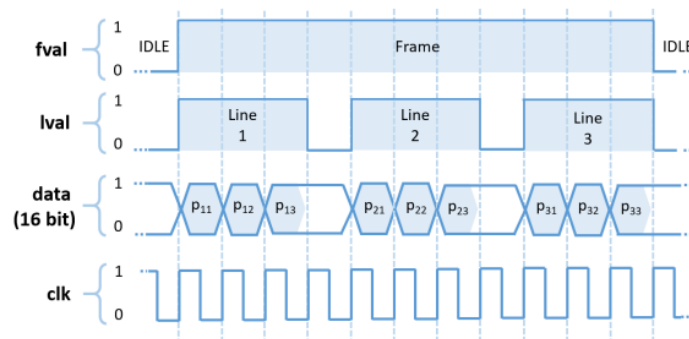 1
IDLE
Frame
IDLE
fval
0
1
Line
1
Line
2
Line
3
lval
0
1
data
(16 bit)
p11 p12 p13 p21 p22 p23 p31 p32 p33
0
1
clk
0